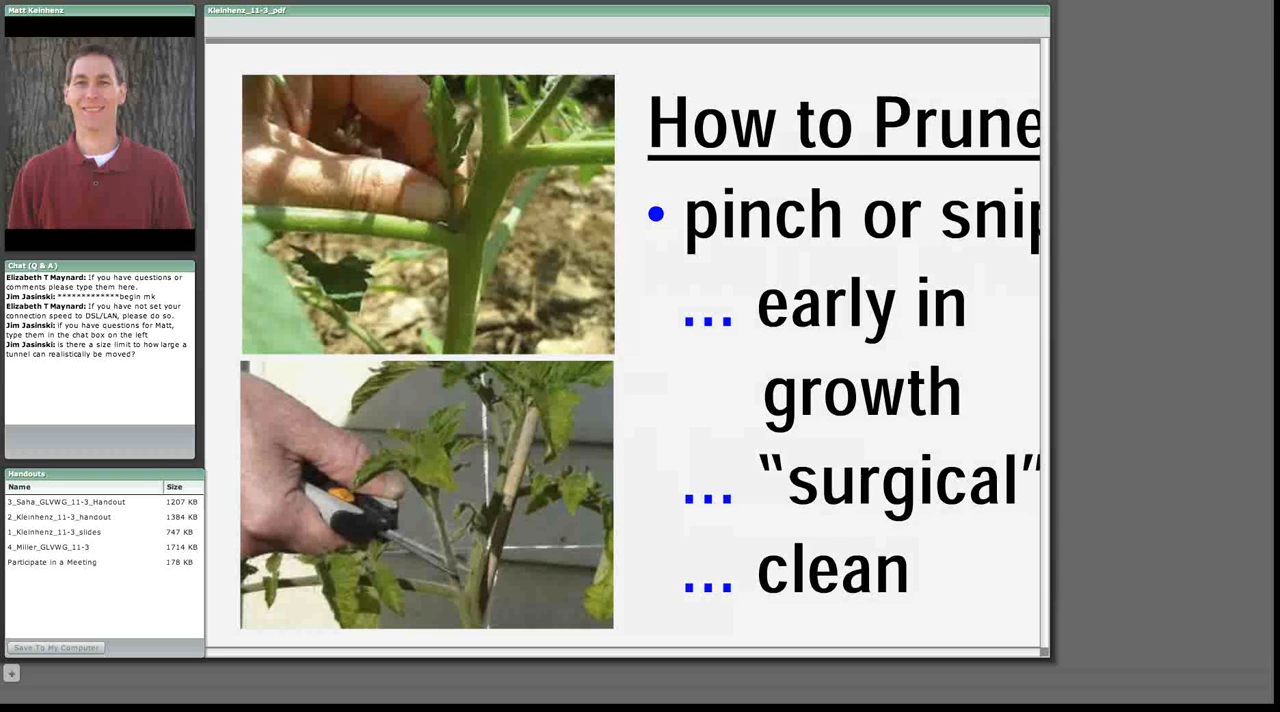 Matt Keinhenz
Kleinhenz_11-3_pdf
How to Prune
• pinch or snip
... early in
growth
... “surgical”
... clean
Chat (Q & A)
Elizabeth T Maynard: If you have questions or
comments please type them here.
Jim Jasinski: *************begin mk
Elizabeth T Maynard: If you have not set your
connection speed to DSL/LAN, please do so.
Jim Jasinski: if you have questions for Matt,
type them in the chat box on the left
Jim Jasinski: is there a size limit to how large a
tunnel can realistically be moved?
Handouts
Name Size
3_Saha_GLVWG_11-3_Handout 1207 KB
2_Kleinhenz_11-3_handout 1384 KB
1_Kleinhenz_11-3_slides 747 KB
4_Miller_GLVWG_11-3 1714 KB
Participate in a Meeting 178 KB
Save To My Computer